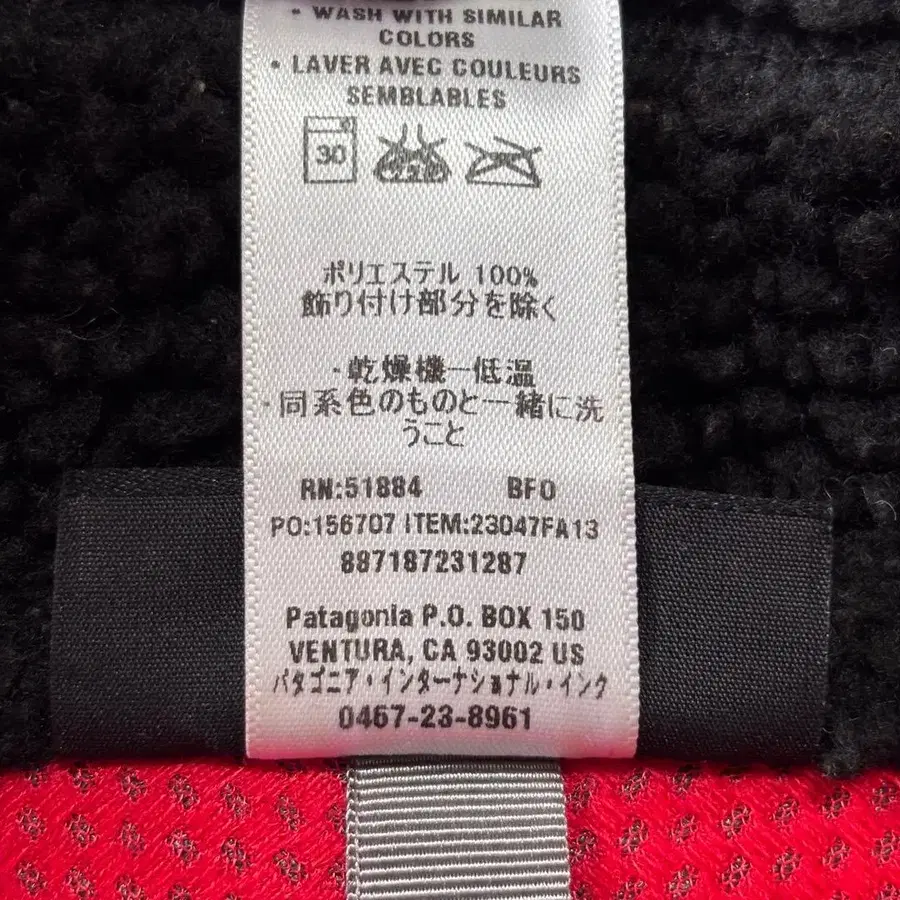 • WASH WITH SIMILAR
COLORS
• LAVER AVEC COULEURS
SEMBLABLES
30
ポリエステル 100%
飾り付け部分を除く
・乾燥機ー低温
・同系色のものと一緒に洗
うこと
RN:51884 BFO
PO:156707 ITEM:23047FA13
887187231287
Patagonia P.O. BOX 150
VENTURA, CA 93002 US
パタゴニア・インターナショナル・インク
0467-23-8961